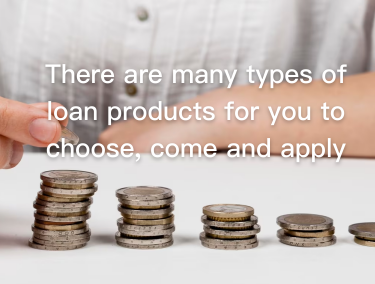 There are many types of
loan products for you to
choose, come and apply